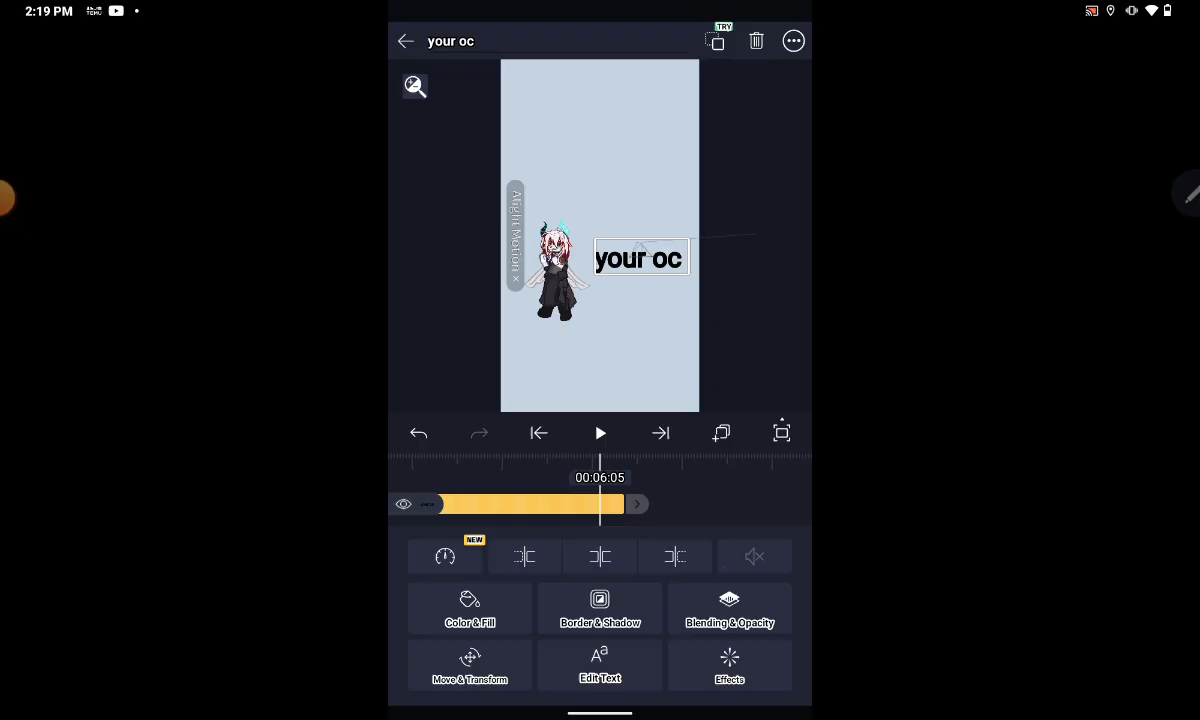 2:19 PM
TEMU
your oc
TRY
Alight Motion ×
your oc
00:06:05
NEW
Color & Fill
Border & Shadow
Blending & Opacity
Move & Transform
Edit Text
Effects